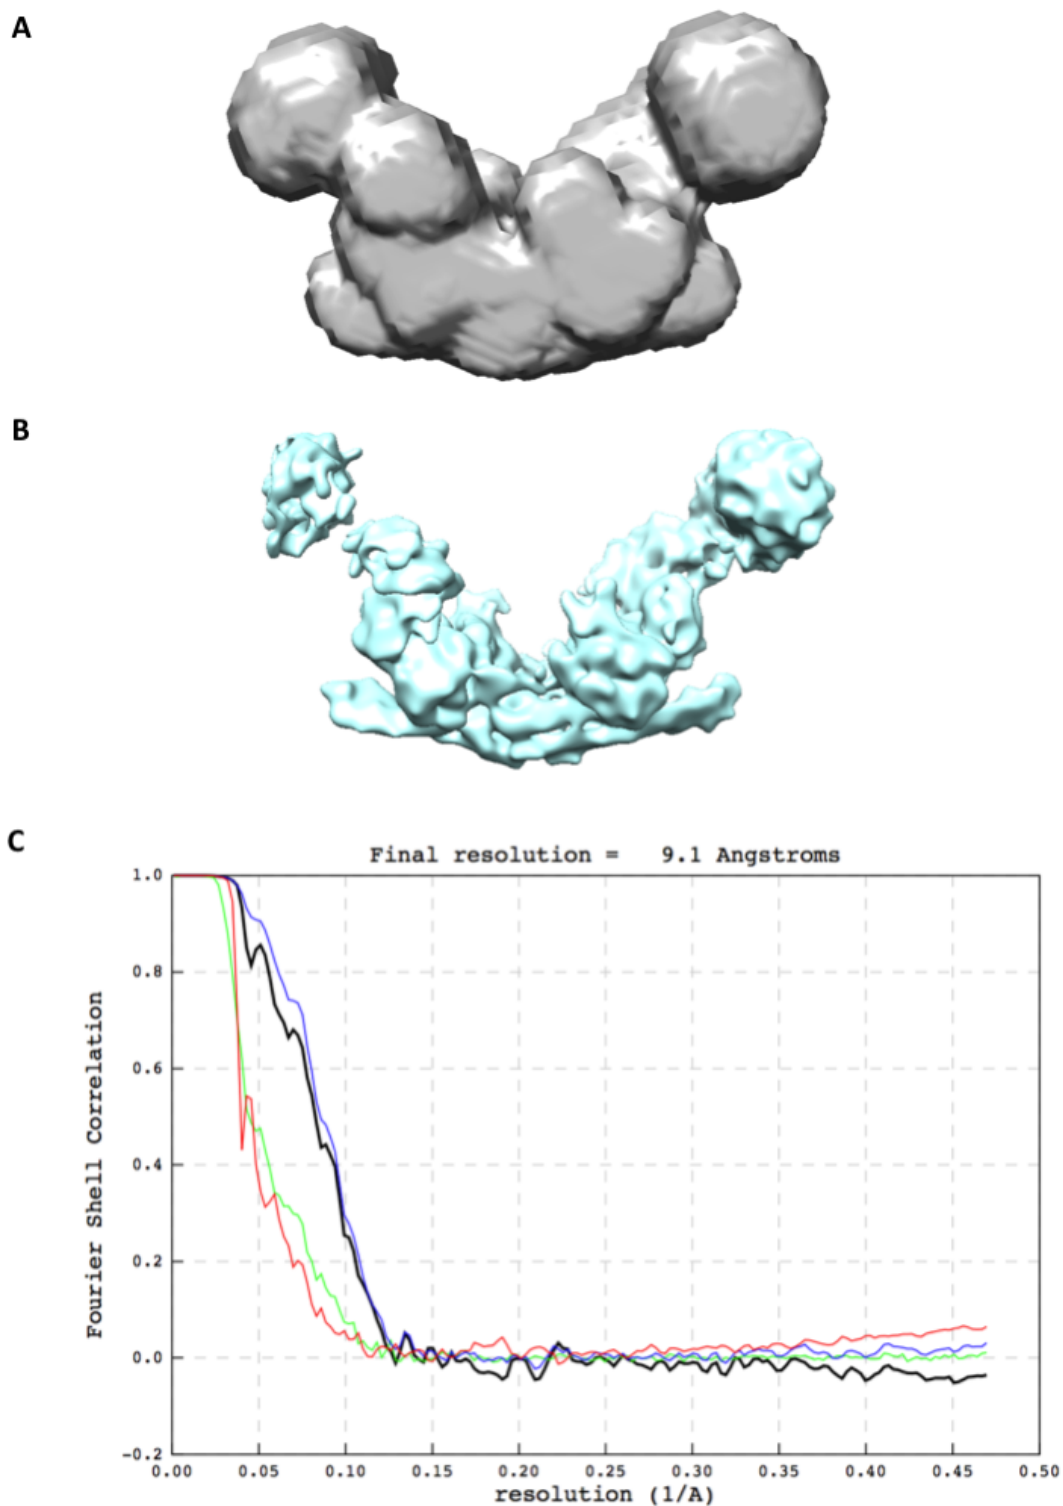 A
B
C
Final resolution =   9.1 Angstroms
1.0
0.8
0.6
0.4
0.2
0.0
-0.2
Fourier Shell Correlation
0.00 0.05 0.10 0.15 0.20 0.25 0.30 0.35 0.40 0.45 0.50
resolution (1/A)